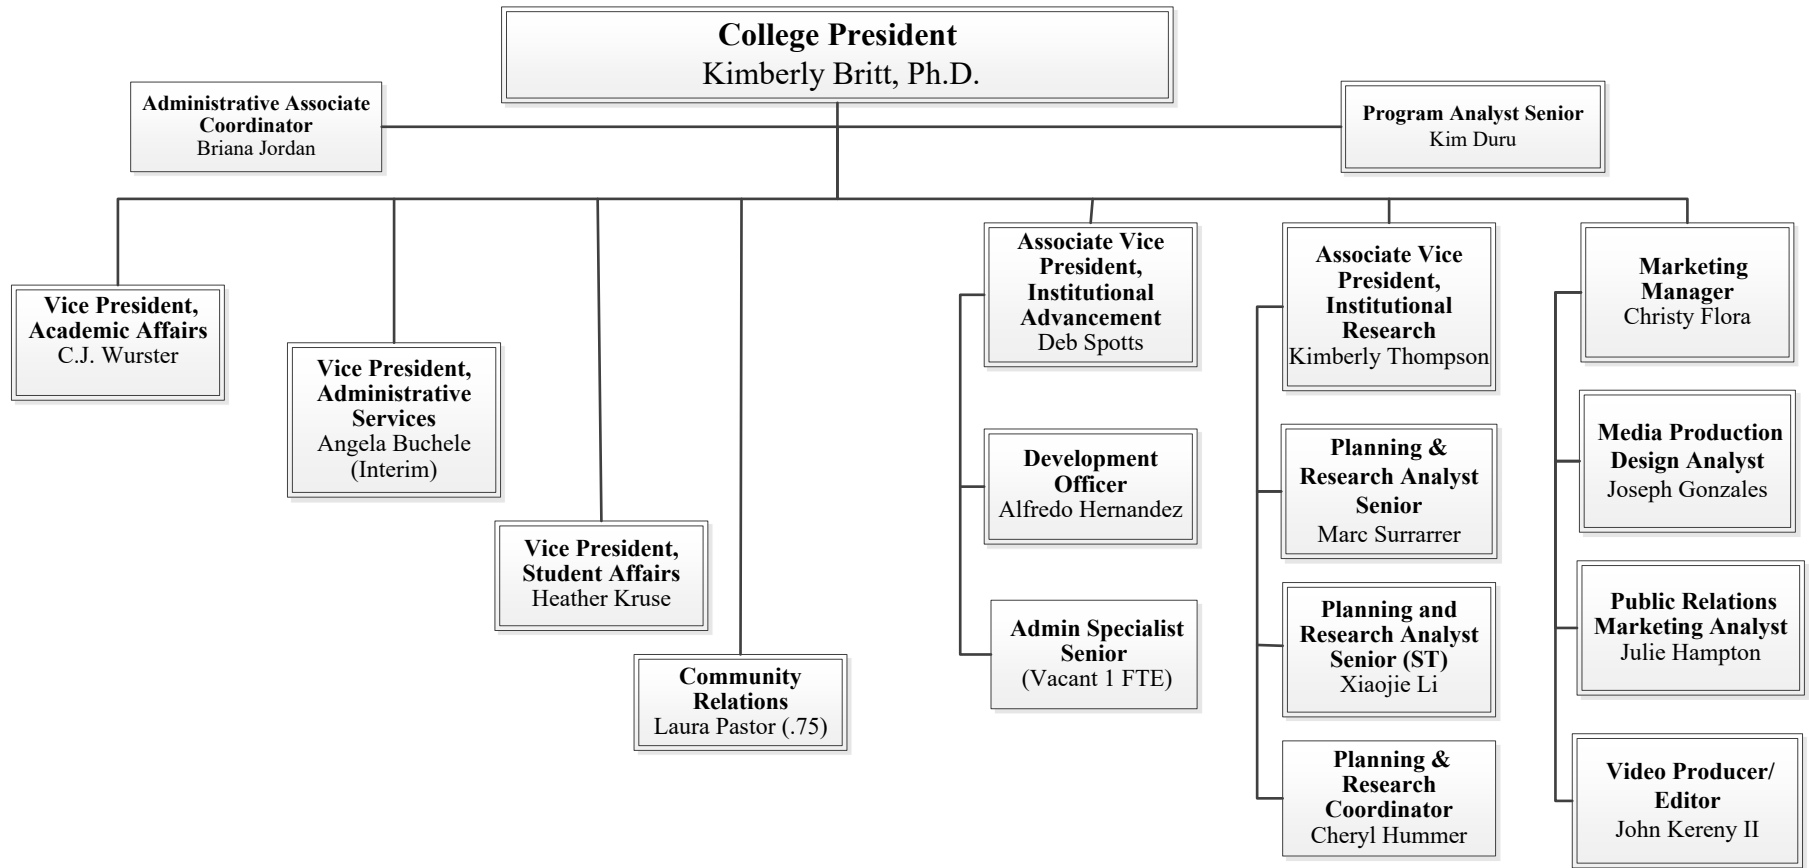 College President
Kimberly Britt, Ph.D.
Administrative Associate
Coordinator
Briana Jordan
Program Analyst Senior
Kim Duru
Vice President,
Academic Affairs
C.J. Wurster
Vice President,
Administrative
Services
Angela Buchele
(Interim)
Vice President,
Student Affairs
Heather Kruse
Community
Relations
Laura Pastor (.75)
Associate Vice
President,
Institutional
Advancement
Deb Spotts
Development
Officer
Alfredo Hernandez
Admin Specialist
Senior
(Vacant 1 FTE)
Associate Vice
President,
Institutional
Research
Kimberly Thompson
Planning &
Research Analyst
Senior
Marc Surrarrer
Planning and
Research Analyst
Senior (ST)
Xiaojie Li
Planning &
Research
Coordinator
Cheryl Hummer
Marketing
Manager
Christy Flora
Media Production
Design Analyst
Joseph Gonzales
Public Relations
Marketing Analyst
Julie Hampton
Video Producer/
Editor
John Kereny II